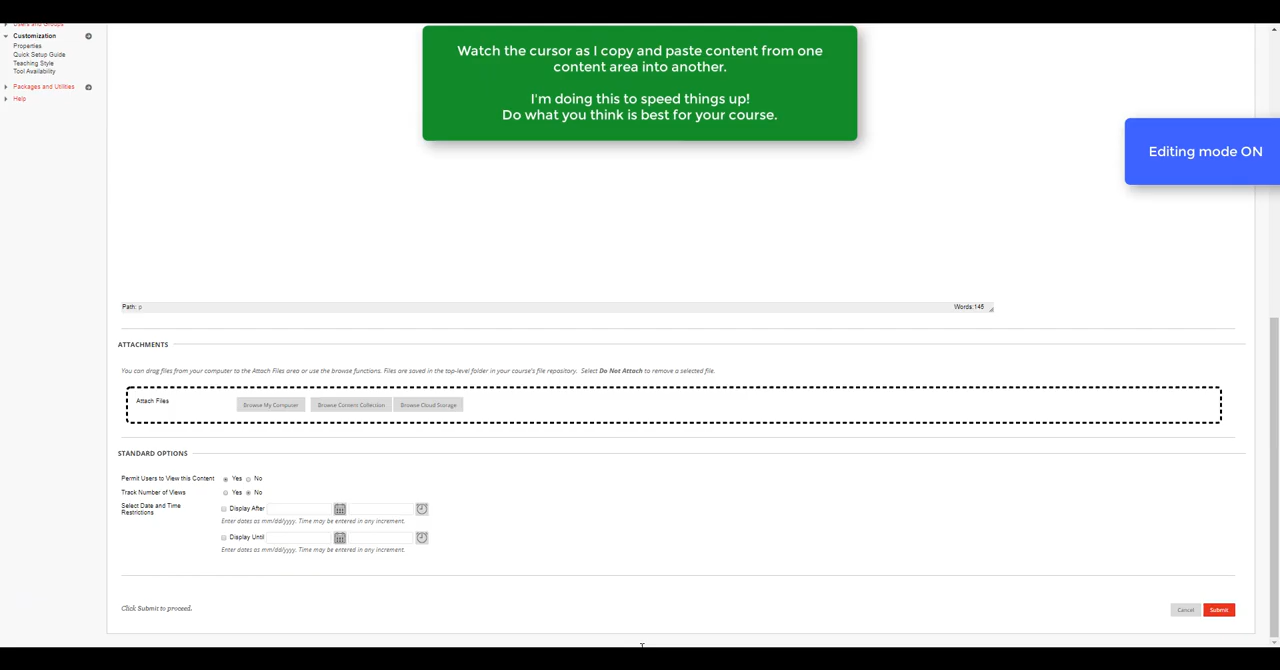 Users and Groups
Customization
Properties
Quick Setup Guide
Teaching Style
Tool Availability
Packages and Utilities
Help
Watch the cursor as I copy and paste content from one
content area into another.
I'm doing this to speed things up!
Do what you think is best for your course.
Editing mode ON
Path: p
Words:145
ATTACHMENTS
You can drag files from your computer to the Attach Files area or use the browse functions. Files are saved in the top-level folder in your course's file repository. Select Do Not Attach to remove a selected file.
Attach Files
Browse My Computer
Browse Content Collection
Browse Cloud Storage
STANDARD OPTIONS
Permit Users to View this Content
Yes
No
Track Number of Views
Yes
No
Select Date and Time
Restrictions
Display After
Enter dates as mm/dd/yyyy. Time may be entered in any increment.
Display Until
Enter dates as mm/dd/yyyy. Time may be entered in any increment.
Click Submit to proceed.
Cancel
Submit